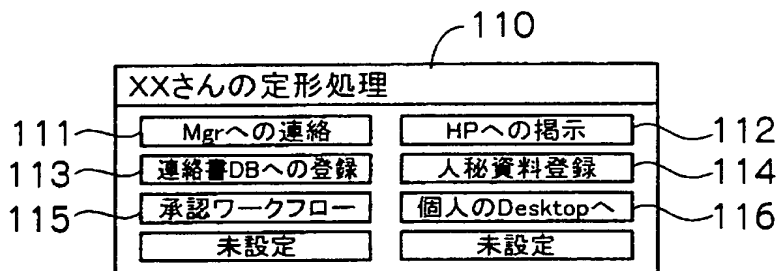 110
XXさんの定形処理
111 Mgrへの連絡 HPへの掲示 112
113 連絡書DBへの登録 人秘資料登録 114
115 承認ワークフロー 個人のDesktopへ 116
未設定 未設定